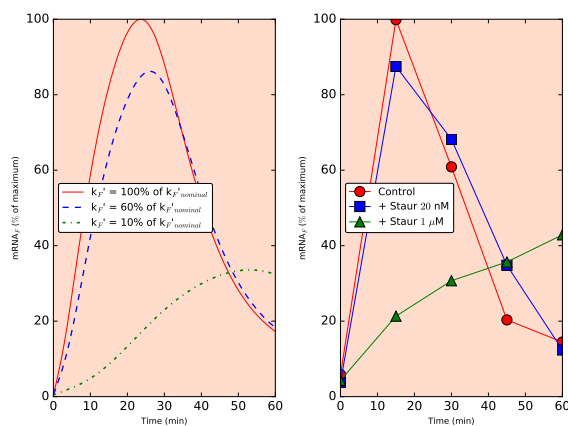 100
80
60
40
20
0
mRNA_F (% of maximum)
k_F' = 100% of k_F'_nominal
k_F' = 60% of k_F'_nominal
k_F' = 10% of k_F'_nominal
0 10 20 30 40 50 60
Time (min)
100
80
60
40
20
0
mRNA_F (% of maximum)
Control
+ Staur 20 nM
+ Staur 1 μM
0 10 20 30 40 50 60
Time (min)